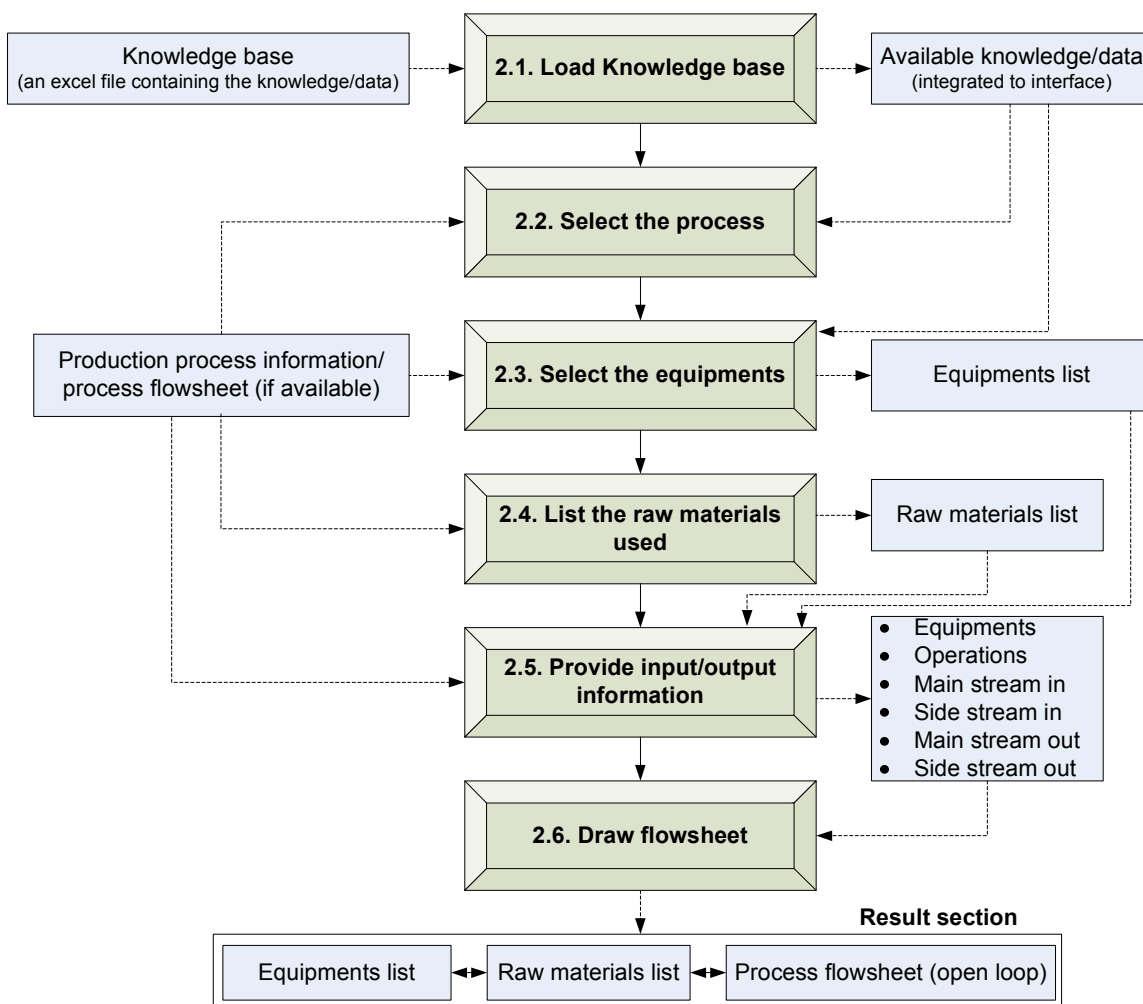 Knowledge base
(an excel file containing the knowledge/data)
2.1. Load Knowledge base
Available knowledge/data
(integrated to interface)
2.2. Select the process
Production process information/
process flowsheet (if available)
2.3. Select the equipments
Equipments list
2.4. List the raw materials
used
Raw materials list
2.5. Provide input/output
information
• Equipments
• Operations
• Main stream in
• Side stream in
• Main stream out
• Side stream out
2.6. Draw flowsheet
Result section
Equipments list
Raw materials list
Process flowsheet (open loop)